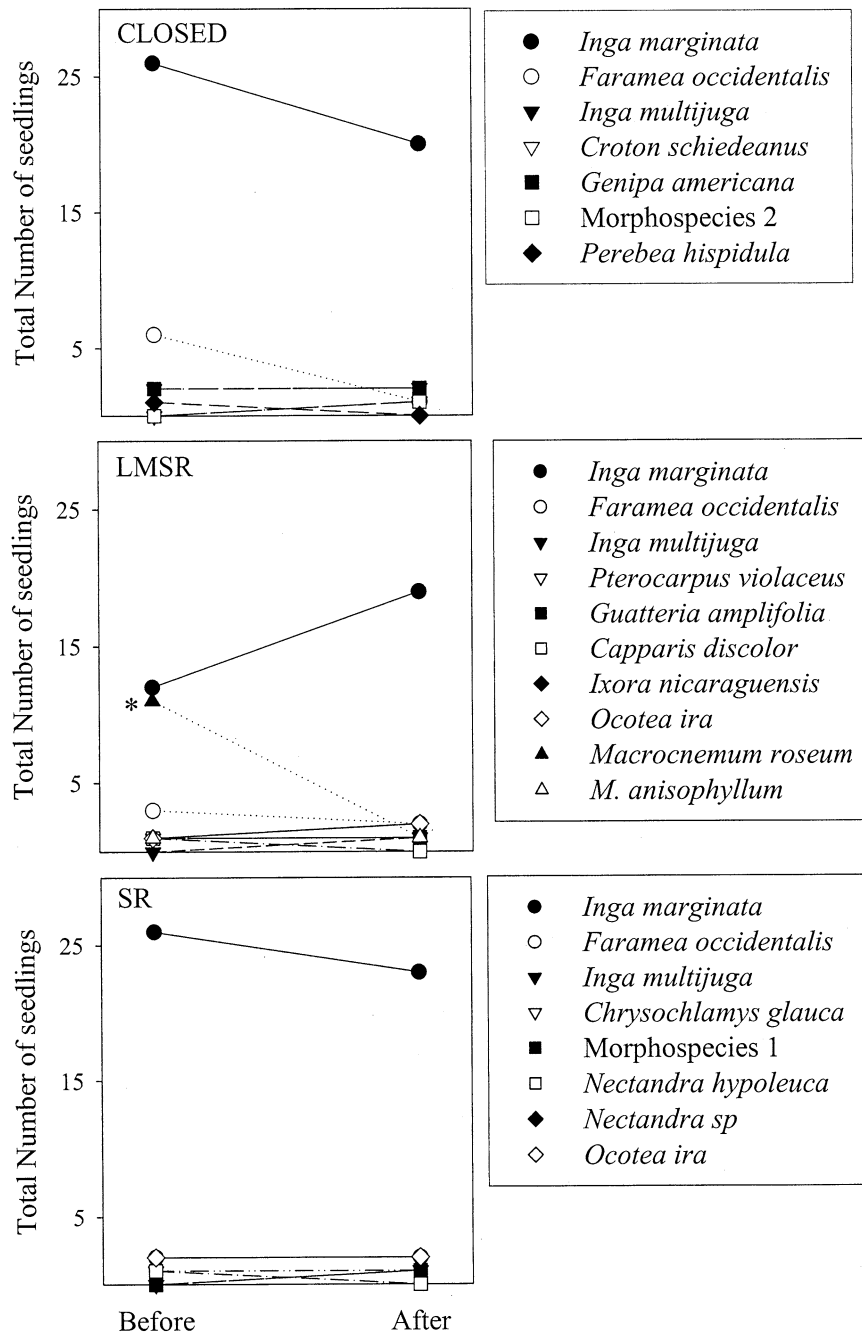 CLOSED
Total Number of seedlings
25
15
5
Inga marginata
Faramea occidentalis
Inga multijuga
Croton schiedeanus
Genipa americana
Morphospecies 2
Perebea hispidula
LMSR
Total Number of seedlings
25
15
5
*
Inga marginata
Faramea occidentalis
Inga multijuga
Pterocarpus violaceus
Guatteria amplifolia
Capparis discolor
Ixora nicaraguensis
Ocotea ira
Macrocnemum roseum
M. anisophyllum
SR
Total Number of seedlings
25
15
5
Inga marginata
Faramea occidentalis
Inga multijuga
Chrysochlamys glauca
Morphospecies 1
Nectandra hypoleuca
Nectandra sp
Ocotea ira
Before After